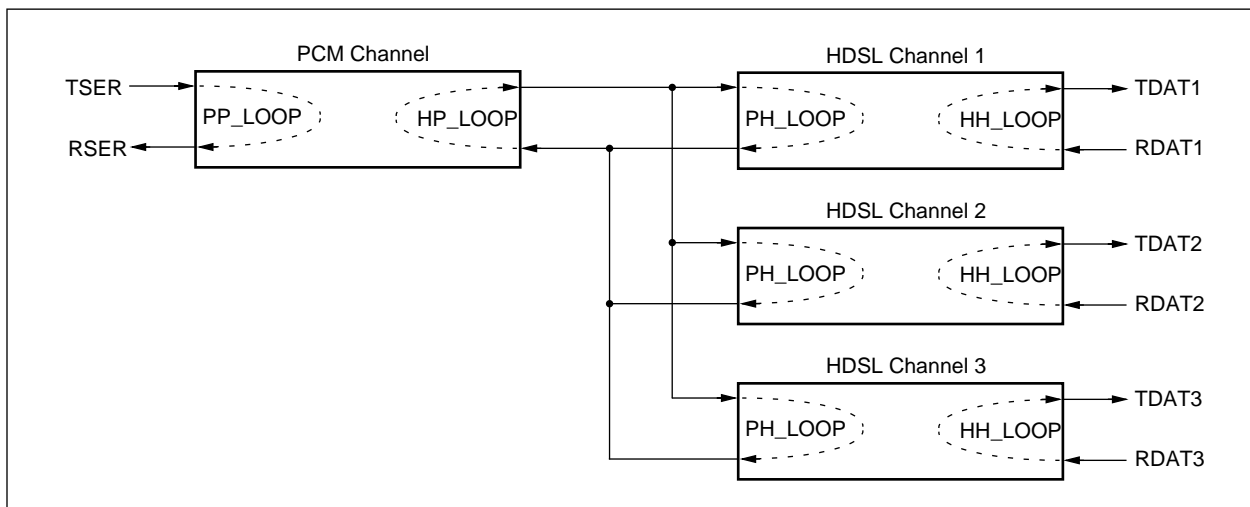 PCM Channel
HDSL Channel 1
TSER
TDAT1
PP_LOOP
HP_LOOP
PH_LOOP
HH_LOOP
RSER
RDAT1
HDSL Channel 2
TDAT2
PH_LOOP
HH_LOOP
RDAT2
HDSL Channel 3
TDAT3
PH_LOOP
HH_LOOP
RDAT3